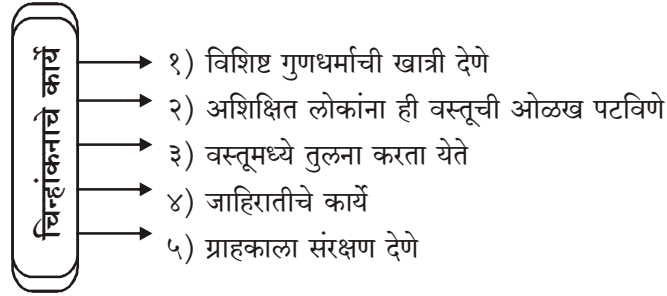 चिन्हांकनाचे कार्ये
१) विशिष्ट गुणधर्माची खात्री देणे
२) अशिक्षित लोकांना ही वस्तूची ओळख पटविणे
३) वस्तूमध्ये तुलना करता येते
४) जाहिरातीचे कार्ये
५) ग्राहकाला संरक्षण देणे